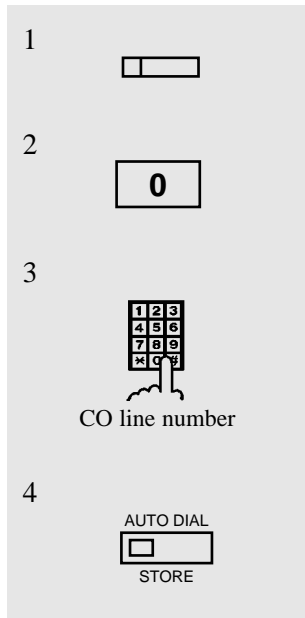 1
2
0
3
1 2 3
4 5 6
7 8 9
* 0 #
CO line number
4
AUTO DIAL
STORE